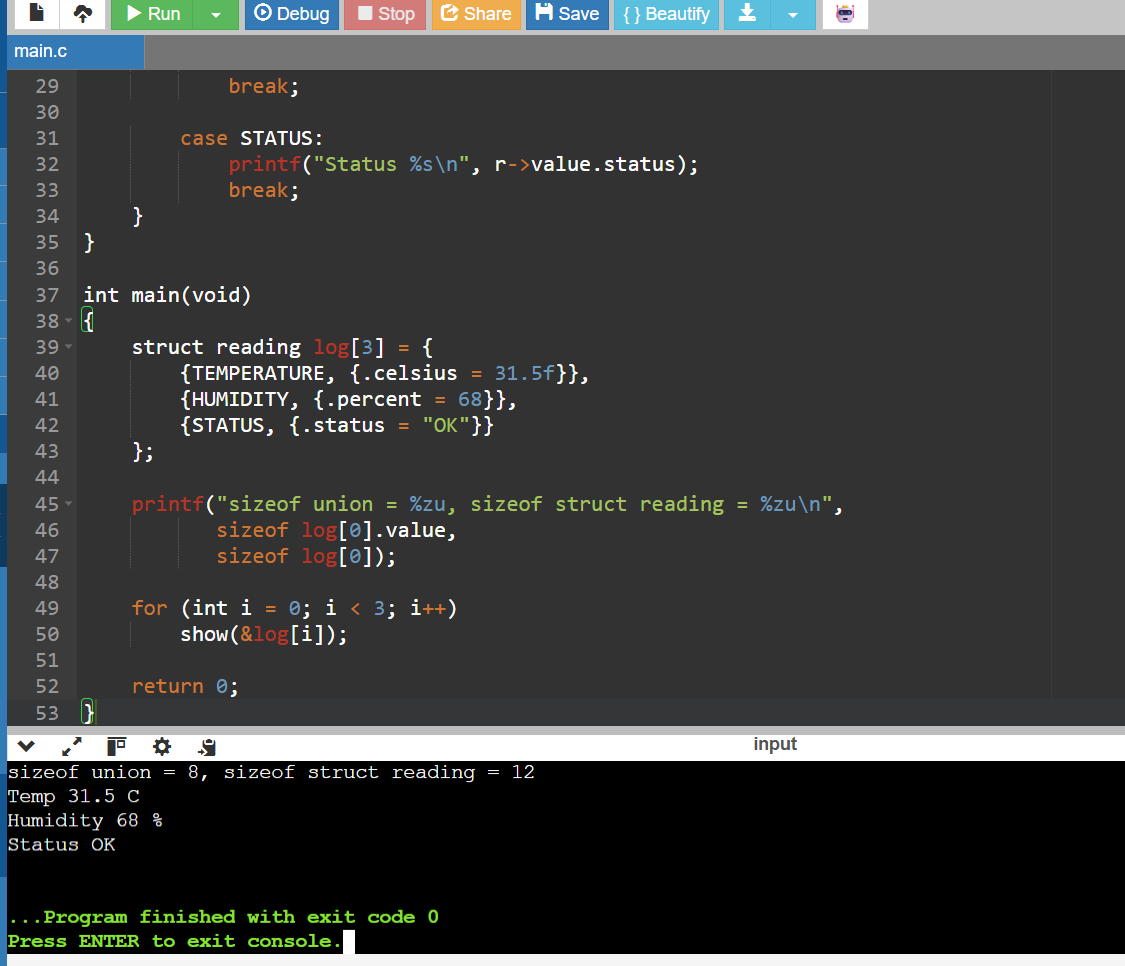 Run Debug Stop Share Save { } Beautify
main.c
29 break;
30
31 case STATUS:
32 printf("Status %s\n", r->value.status);
33 break;
34 }
35 }
36
37 int main(void)
38 {
39 struct reading log[3] = {
40 {TEMPERATURE, {.celsius = 31.5f}},
41 {HUMIDITY, {.percent = 68}},
42 {STATUS, {.status = "OK"}}
43 };
44
45 printf("sizeof union = %zu, sizeof struct reading = %zu\n",
46 sizeof log[0].value,
47 sizeof log[0]);
48
49 for (int i = 0; i < 3; i++)
50 show(&log[i]);
51
52 return 0;
53 }
input
sizeof union = 8, sizeof struct reading = 12
Temp 31.5 C
Humidity 68 %
Status OK
...Program finished with exit code 0
Press ENTER to exit console.